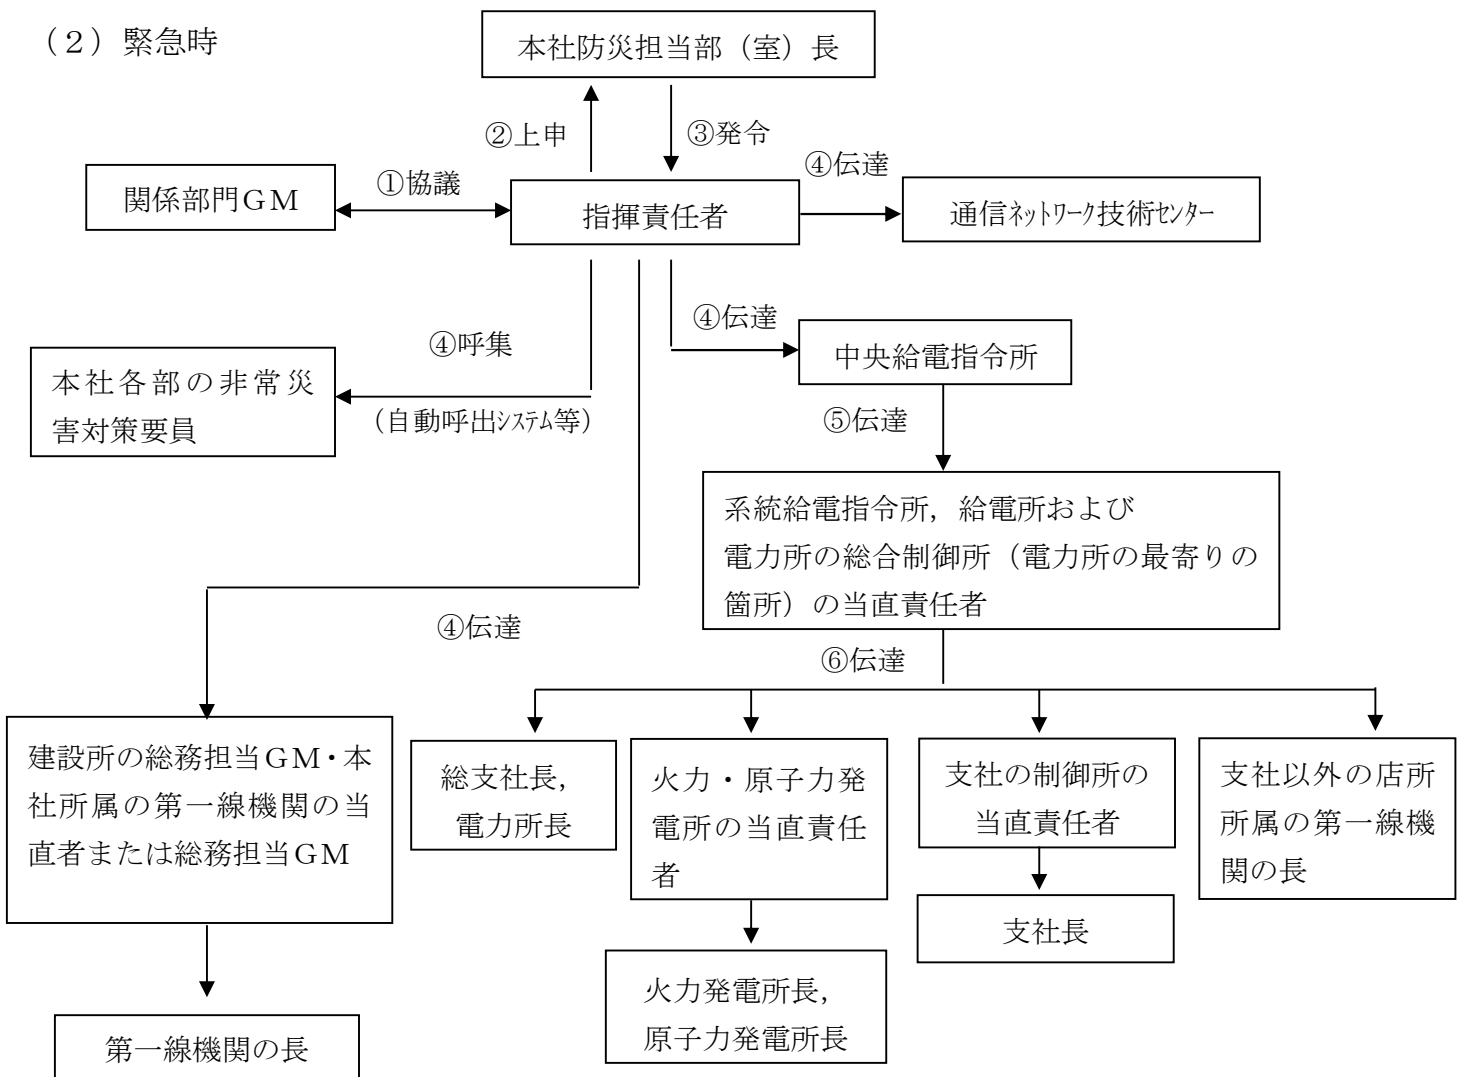 （２）緊急時
本社防災担当部（室）長
②上申
③発令
関係部門ＧＭ
①協議
指揮責任者
④伝達
通信ﾈｯﾄﾜｰｸ技術ｾﾝﾀｰ
④呼集
（自動呼出ｼｽﾃﾑ等）
本社各部の非常災
害対策要員
④伝達
中央給電指令所
⑤伝達
系統給電指令所，給電所および
電力所の総合制御所（電力所の最寄りの
箇所）の当直責任者
④伝達
⑥伝達
建設所の総務担当ＧＭ・本
社所属の第一線機関の当
直者または総務担当ＧＭ
総支社長，
電力所長
火力・原子力発
電所の当直責任
者
支社の制御所の
当直責任者
支社以外の店所
所属の第一線機
関の長
第一線機関の長
火力発電所長，
原子力発電所長
支社長